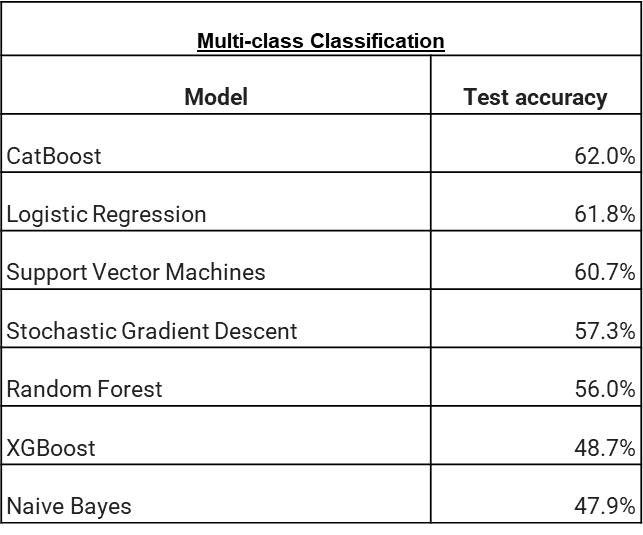 Multi-class Classification
Model Test accuracy
CatBoost 62.0%
Logistic Regression 61.8%
Support Vector Machines 60.7%
Stochastic Gradient Descent 57.3%
Random Forest 56.0%
XGBoost 48.7%
Naive Bayes 47.9%